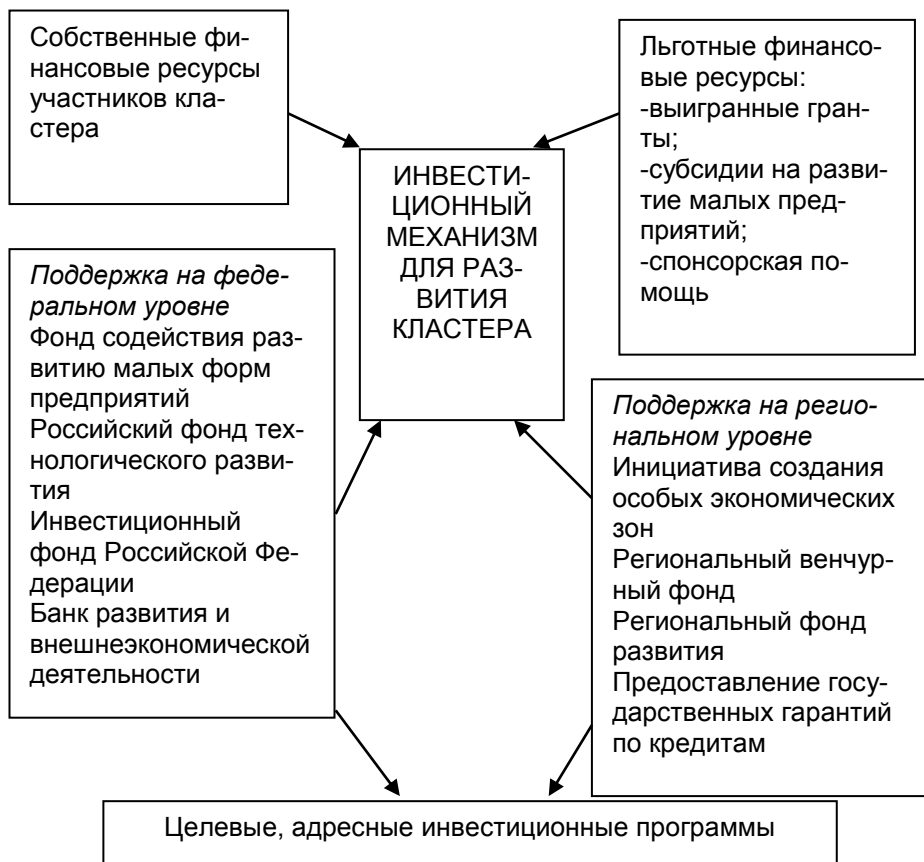 Собственные фи-
нансовые ресурсы
участников кла-
стера
Льготные финансо-
вые ресурсы:
-выигранные гран-
ты;
-субсидии на разви-
тие малых пред-
приятий;
-спонсорская по-
мощь
ИНВЕСТИ-
ЦИОННЫЙ
МЕХАНИЗМ
ДЛЯ РАЗ-
ВИТИЯ
КЛАСТЕРА
Поддержка на феде-
ральном уровне
Фонд содействия раз-
витию малых форм
предприятий
Российский фонд тех-
нологического разви-
тия
Инвестиционный
фонд Российской Фе-
дерации
Банк развития и
внешнеэкономической
деятельности
Поддержка на регио-
нальном уровне
Инициатива создания
особых экономических
зон
Региональный венчур-
ный фонд
Региональный фонд
развития
Предоставление госу-
дарственных гарантий
по кредитам
Целевые, адресные инвестиционные программы